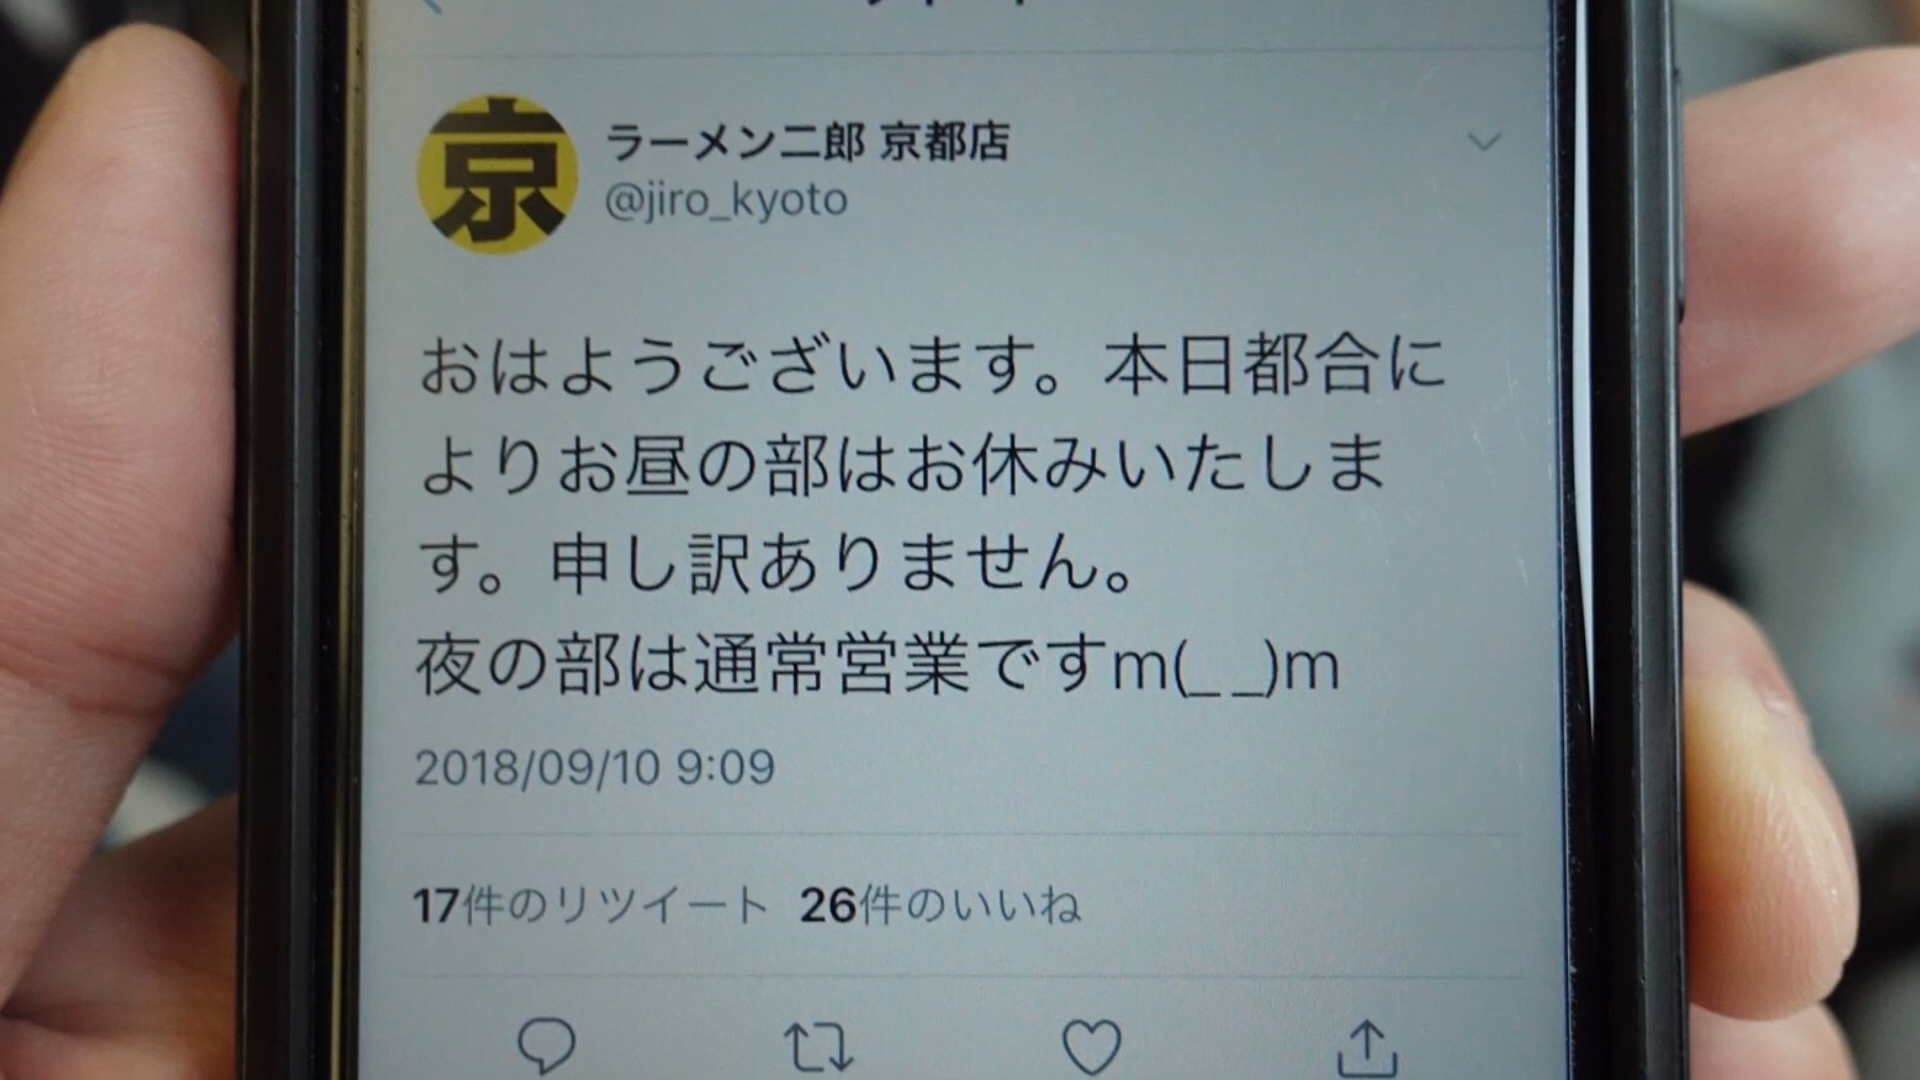 京
ラーメン二郎 京都店
@jiro_kyoto
おはようございます。本日都合に
よりお昼の部はお休みいたしま
す。申し訳ありません。
夜の部は通常営業ですm(_ _)m
2018/09/10 9:09
17件のリツイート 26件のいいね